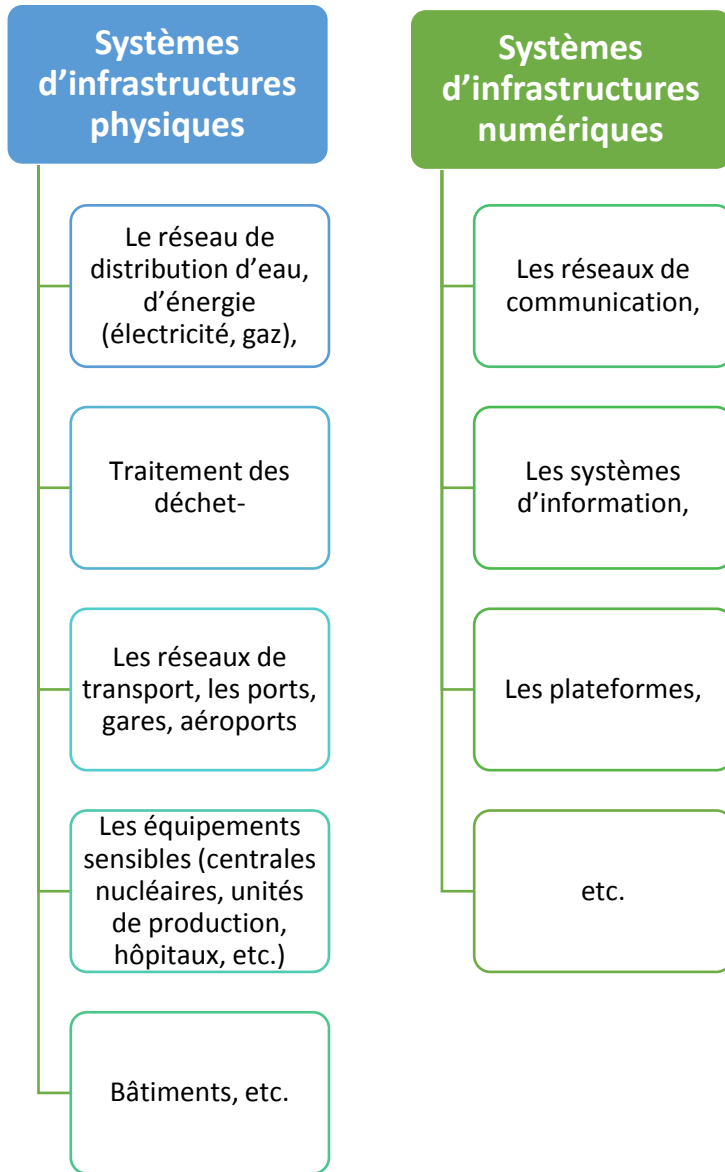 Systèmes
d’infrastructures
physiques
Le réseau de
distribution d’eau,
d’énergie
(électricité, gaz),
Traitement des
déchet-
Les réseaux de
transport, les ports,
gares, aéroports
Les équipements
sensibles (centrales
nucléaires, unités
de production,
hôpitaux, etc.)
Bâtiments, etc.
Systèmes
d’infrastructures
numériques
Les réseaux de
communication,
Les systèmes
d’information,
Les plateformes,
etc.